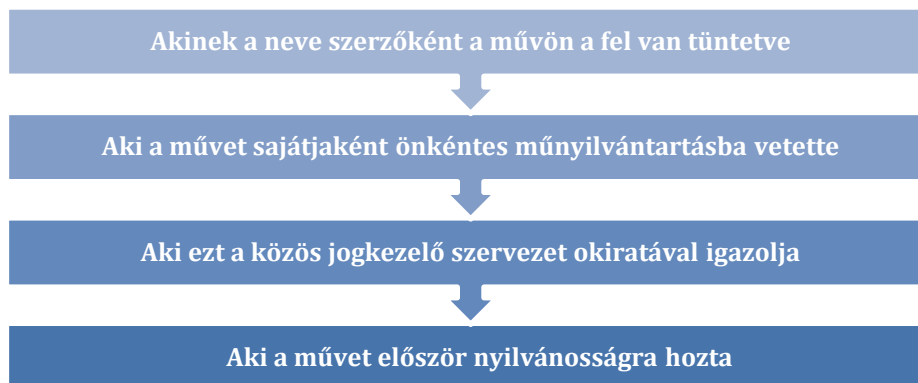 Akinek a neve szerzőként a művön a fel van tüntetve
Aki a művet sajátjaként önkéntes műnyilvántartásba vetette
Aki ezt a közös jogkezelő szervezet okiratával igazolja
Aki a művet először nyilvánosságra hozta